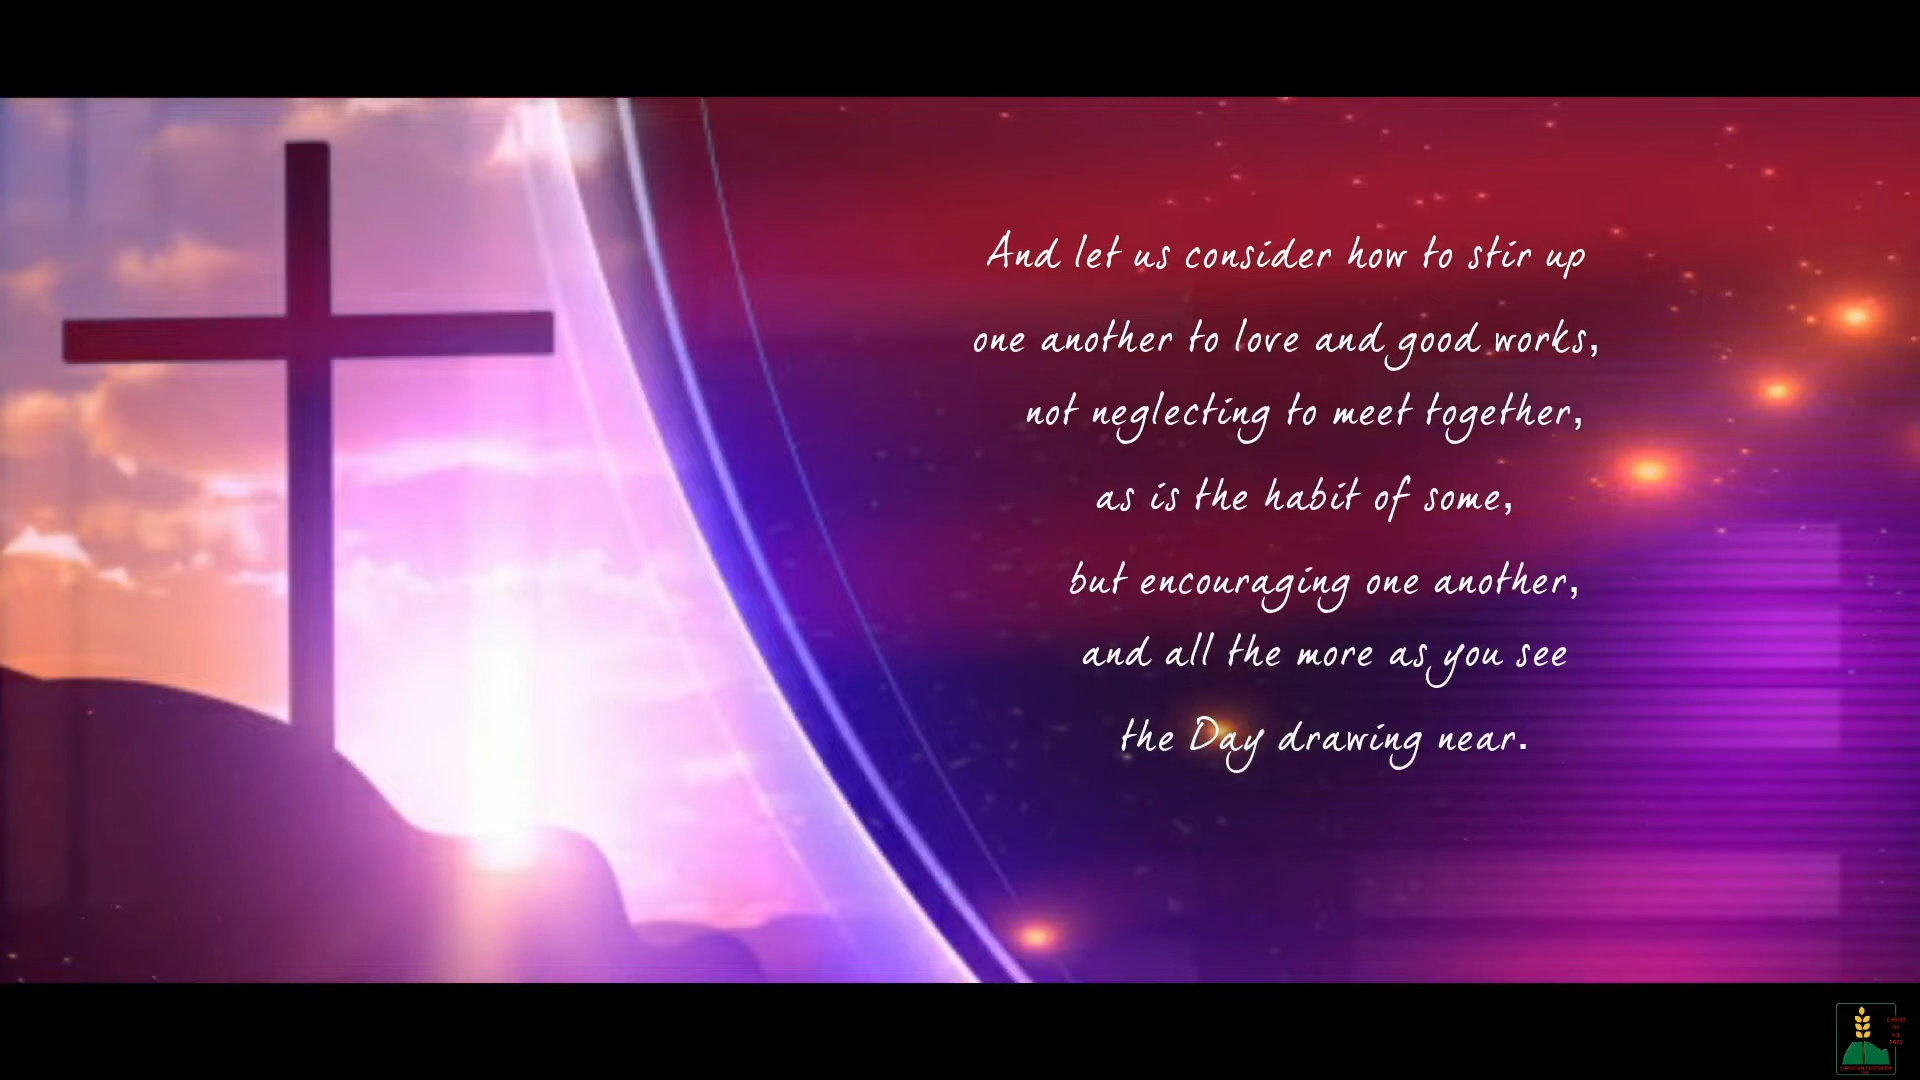 And let us consider how to stir up
one another to love and good works,
not neglecting to meet together,
as is the habit of some,
but encouraging one another,
and all the more as you see
the Day drawing near.